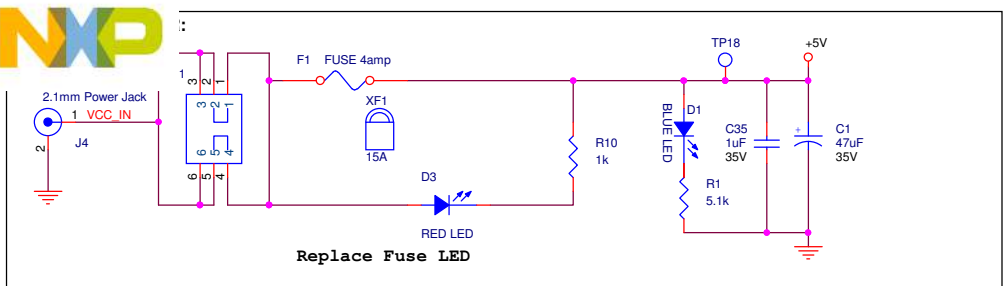 NXP
:
1
2.1mm Power Jack
1 VCC_IN
2
J4
3 2 1
3 2 1
6 5 4
6 5 4
F1 FUSE 4amp
XF1
15A
D3
RED LED
Replace Fuse LED
R10
1k
TP18
+5V
D1
BLUE LED
R1
5.1k
C35
1uF
35V
+
C1
47uF
35V